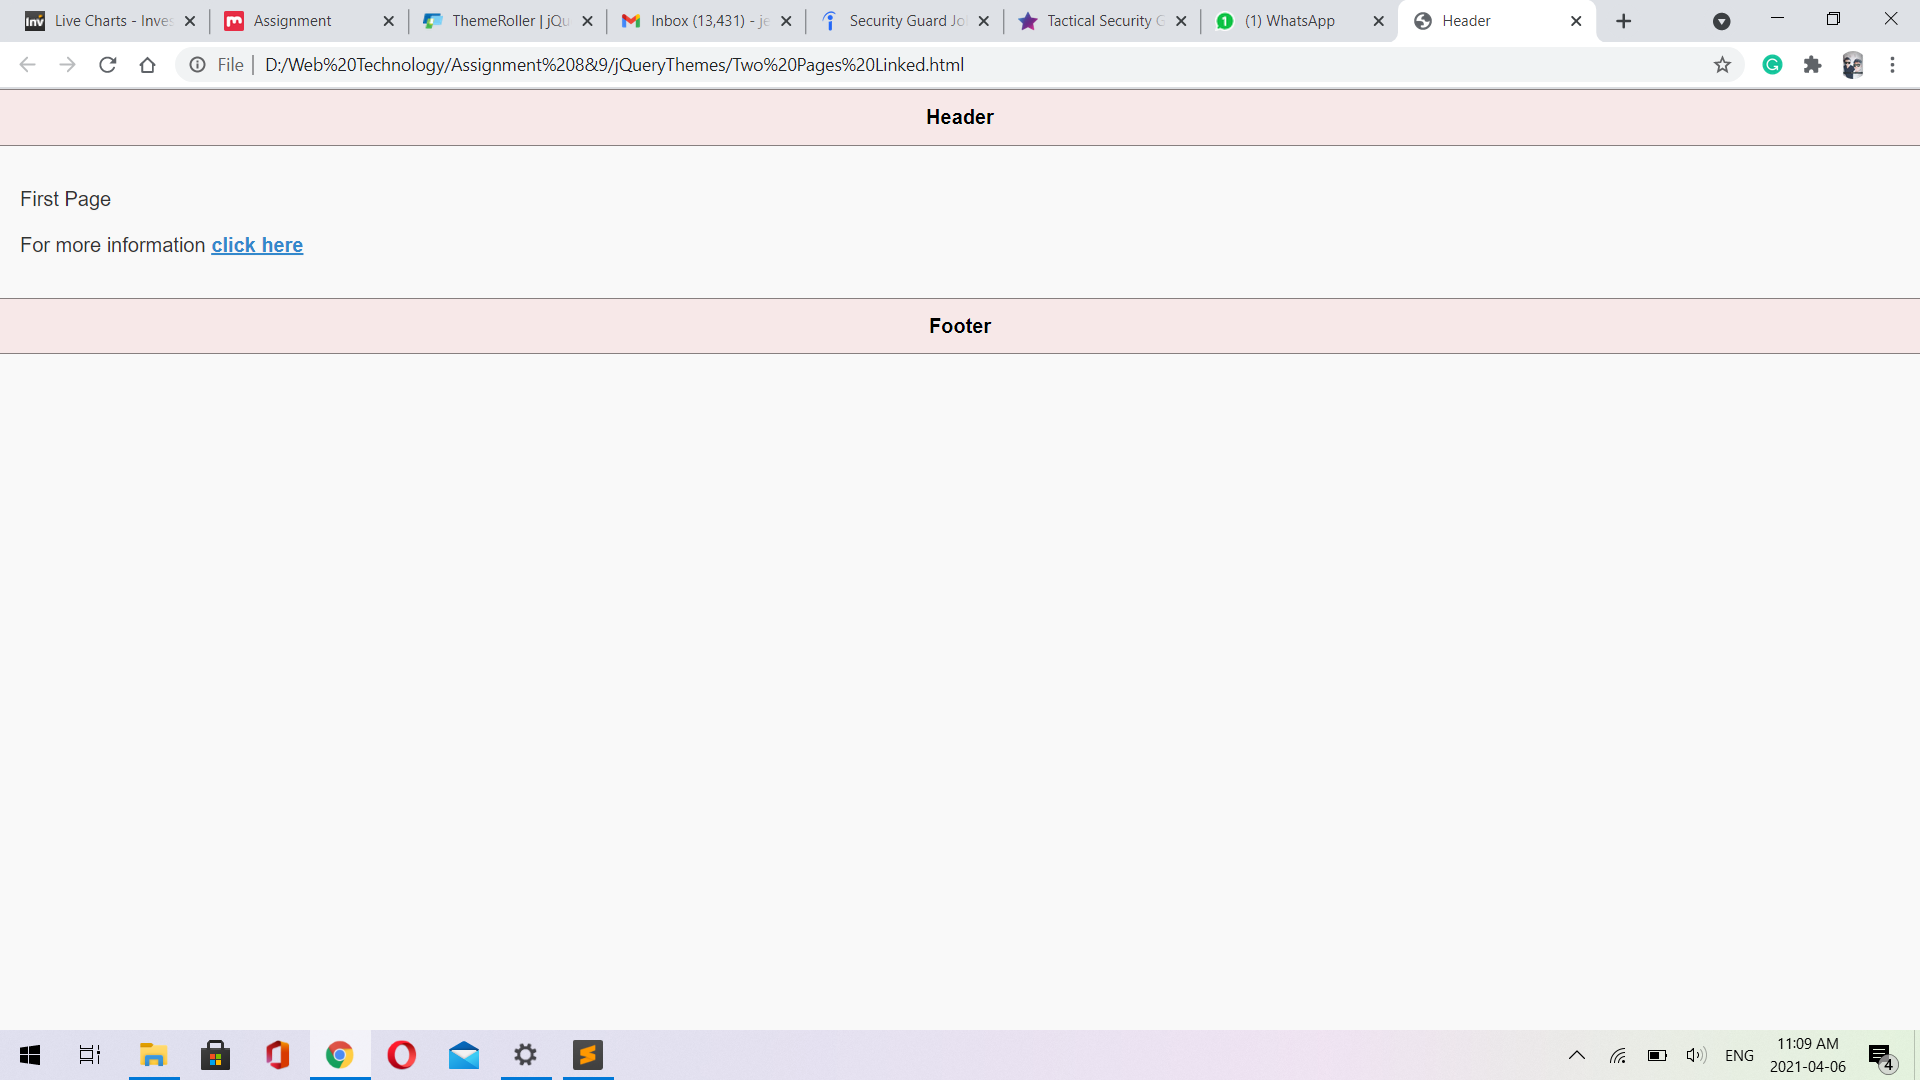 Inv Live Charts - Inves
m Assignment
ThemeRoller | jQu
Inbox (13,431) - je
Security Guard Jo
Tactical Security G
1 (1) WhatsApp
Header
File D:/Web%20Technology/Assignment%208&9/jQueryThemes/Two%20Pages%20Linked.html
Header
First Page
For more information click here
Footer
ENG
11:09 AM
2021-04-06
4